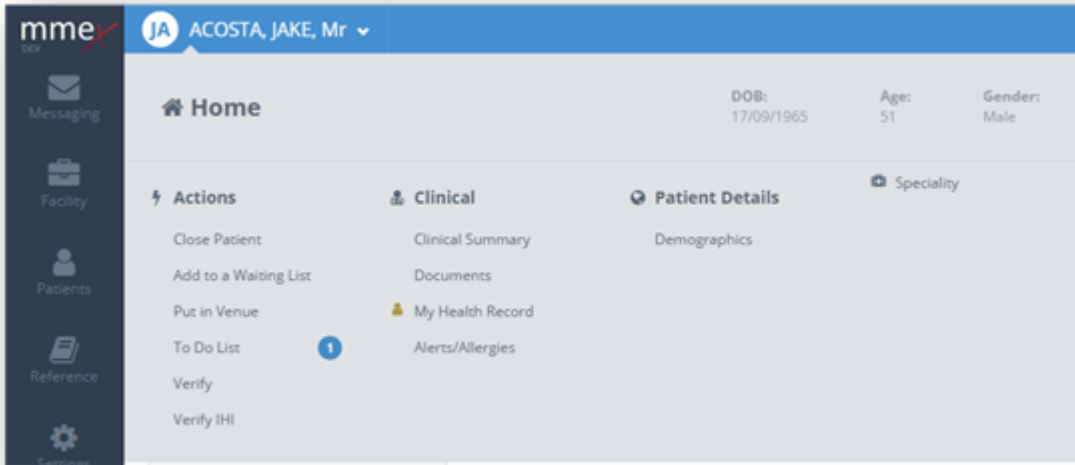 mmex
DEV
JA ACOSTA, JAKE, Mr
Messaging
Facility
Patients
Reference
Settings
Home
DOB:
17/09/1965
Age:
51
Gender:
Male
Actions
Close Patient
Add to a Waiting List
Put in Venue
To Do List 1
Verify
Verify IHI
Clinical
Clinical Summary
Documents
My Health Record
Alerts/Allergies
Patient Details
Demographics
Speciality